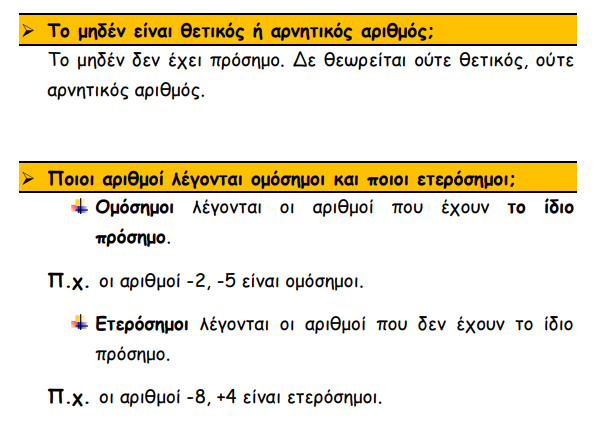 ➢ Το μηδέν είναι θετικός ή αρνητικός αριθμός;
Το μηδέν δεν έχει πρόσημο. Δε θεωρείται ούτε θετικός, ούτε
αρνητικός αριθμός.
➢ Ποιοι αριθμοί λέγονται ομόσημοι και ποιοι ετερόσημοι;
Ομόσημοι λέγονται οι αριθμοί που έχουν το ίδιο
πρόσημο.
Π.χ. οι αριθμοί -2, -5 είναι ομόσημοι.
Ετερόσημοι λέγονται οι αριθμοί που δεν έχουν το ίδιο
πρόσημο.
Π.χ. οι αριθμοί -8, +4 είναι ετερόσημοι.